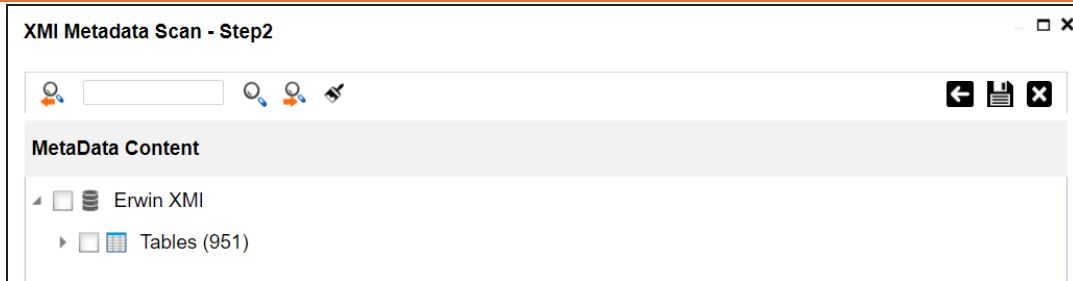 XMI Metadata Scan - Step2
MetaData Content
Erwin XMI
Tables (951)